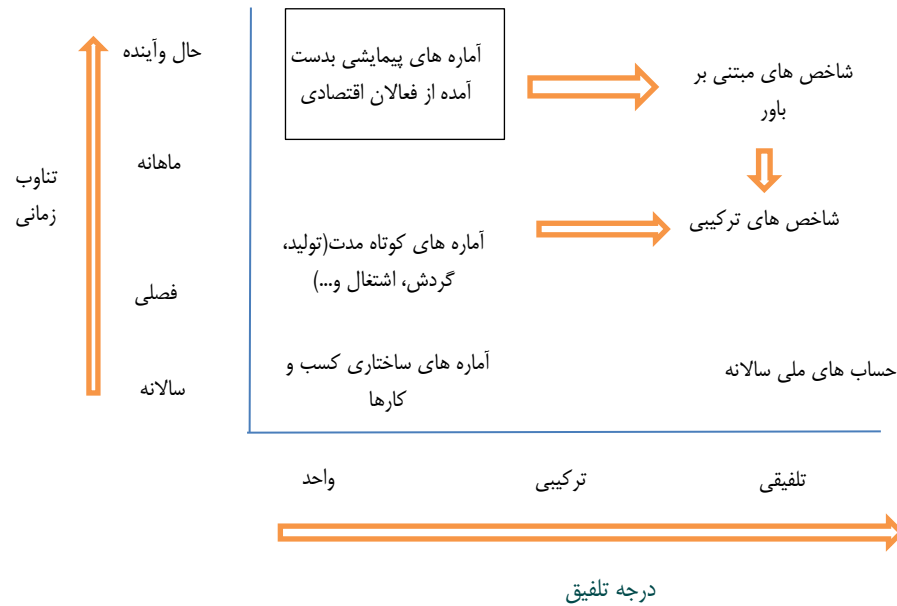 حال وآینده
ماهانه
فصلی
سالانه
تناوب
زمانی
آماره های پیمایشی بدست
آمده از فعالان اقتصادی
شاخص های مبتنی بر
باور
شاخص های ترکیبی
آماره های کوتاه مدت(تولید،
گردش، اشتغال و...)
آماره های ساختاری کسب و
کارها
حساب های ملی سالانه
واحد
ترکیبی
تلفیقی
درجه تلفیق